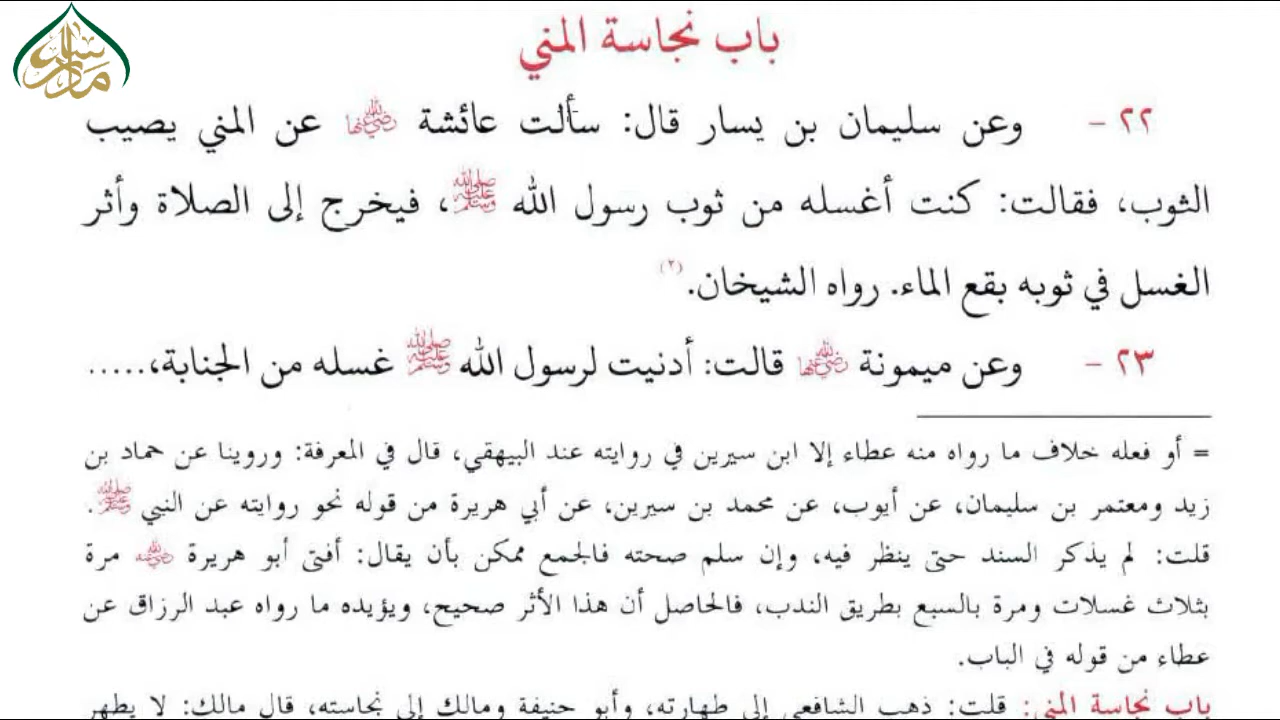 مدارس
باب نجاسة المني
٢٢ - وعن سليمان بن يسار قال: سألت عائشة رضي الله عنها عن المني يصيب
الثوب، فقالت: كنت أغسله من ثوب رسول الله ﷺ، فيخرج إلى الصلاة وأثر
الغسل في ثوبه بقع الماء. رواه الشيخان.(٢)
٢٣ - وعن ميمونة رضي الله عنها قالت: أدنيت لرسول الله ﷺ غسله من الجنابة،.....
= أو فعله خلاف ما رواه منه عطاء إلا ابن سيرين في روايته عند البيهقي، قال في المعرفة: وروينا عن حماد بن
زيد ومعتمر بن سليمان، عن أيوب، عن محمد بن سيرين، عن أبي هريرة من قوله نحو روايته عن النبي ﷺ.
قلت: لم يذكر السند حتى ينظر فيه، وإن سلم صحته فالجمع ممكن بأن يقال: أفتى أبو هريرة رضي الله عنه مرة
بثلاث غسلات ومرة بالسبع بطريق الندب، فالحاصل أن هذا الأثر صحيح، ويؤيده ما رواه عبد الرزاق عن
عطاء من قوله في الباب.
باب نجاسة المني: قلت: ذهب الشافعي إلى طهارته، وأبو حنيفة ومالك إلى نجاسته، قال مالك: لا يطهر